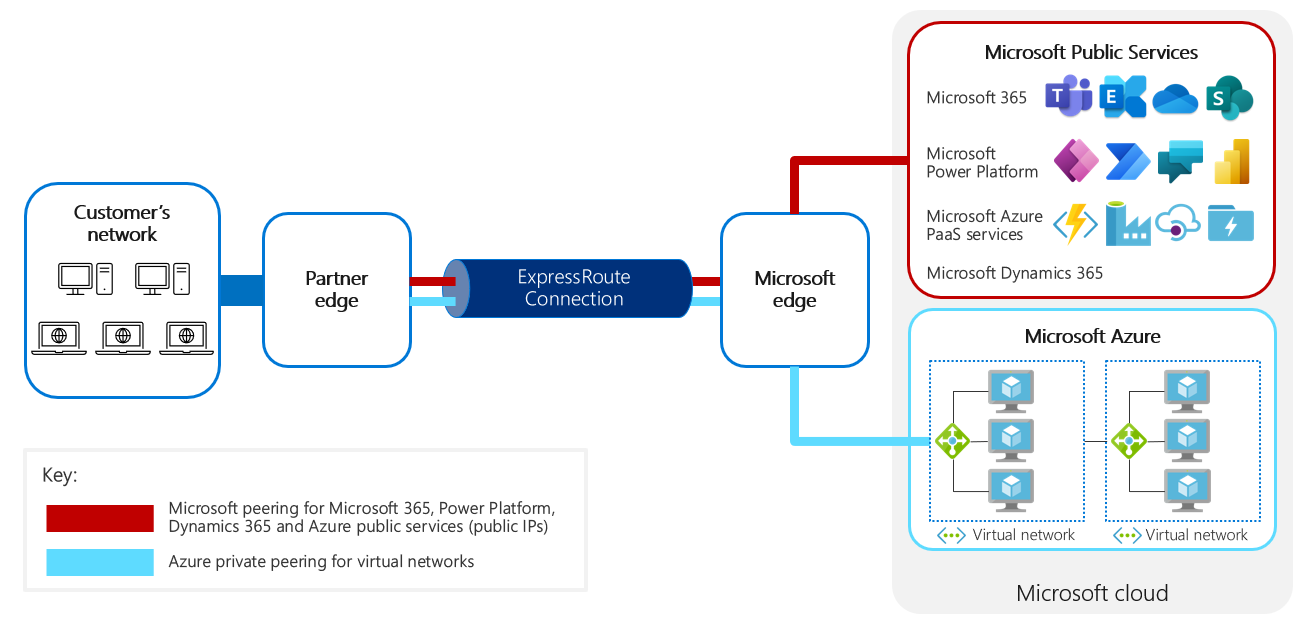 Microsoft Public Services
Microsoft 365
T
E
S
Microsoft
Power Platform
Microsoft Azure
PaaS services
Microsoft Dynamics 365
Customer's
network
Partner
edge
ExpressRoute
Connection
Microsoft
edge
Microsoft Azure
Virtual network
Virtual network
Microsoft cloud
Key:
Microsoft peering for Microsoft 365, Power Platform,
Dynamics 365 and Azure public services (public IPs)
Azure private peering for virtual networks